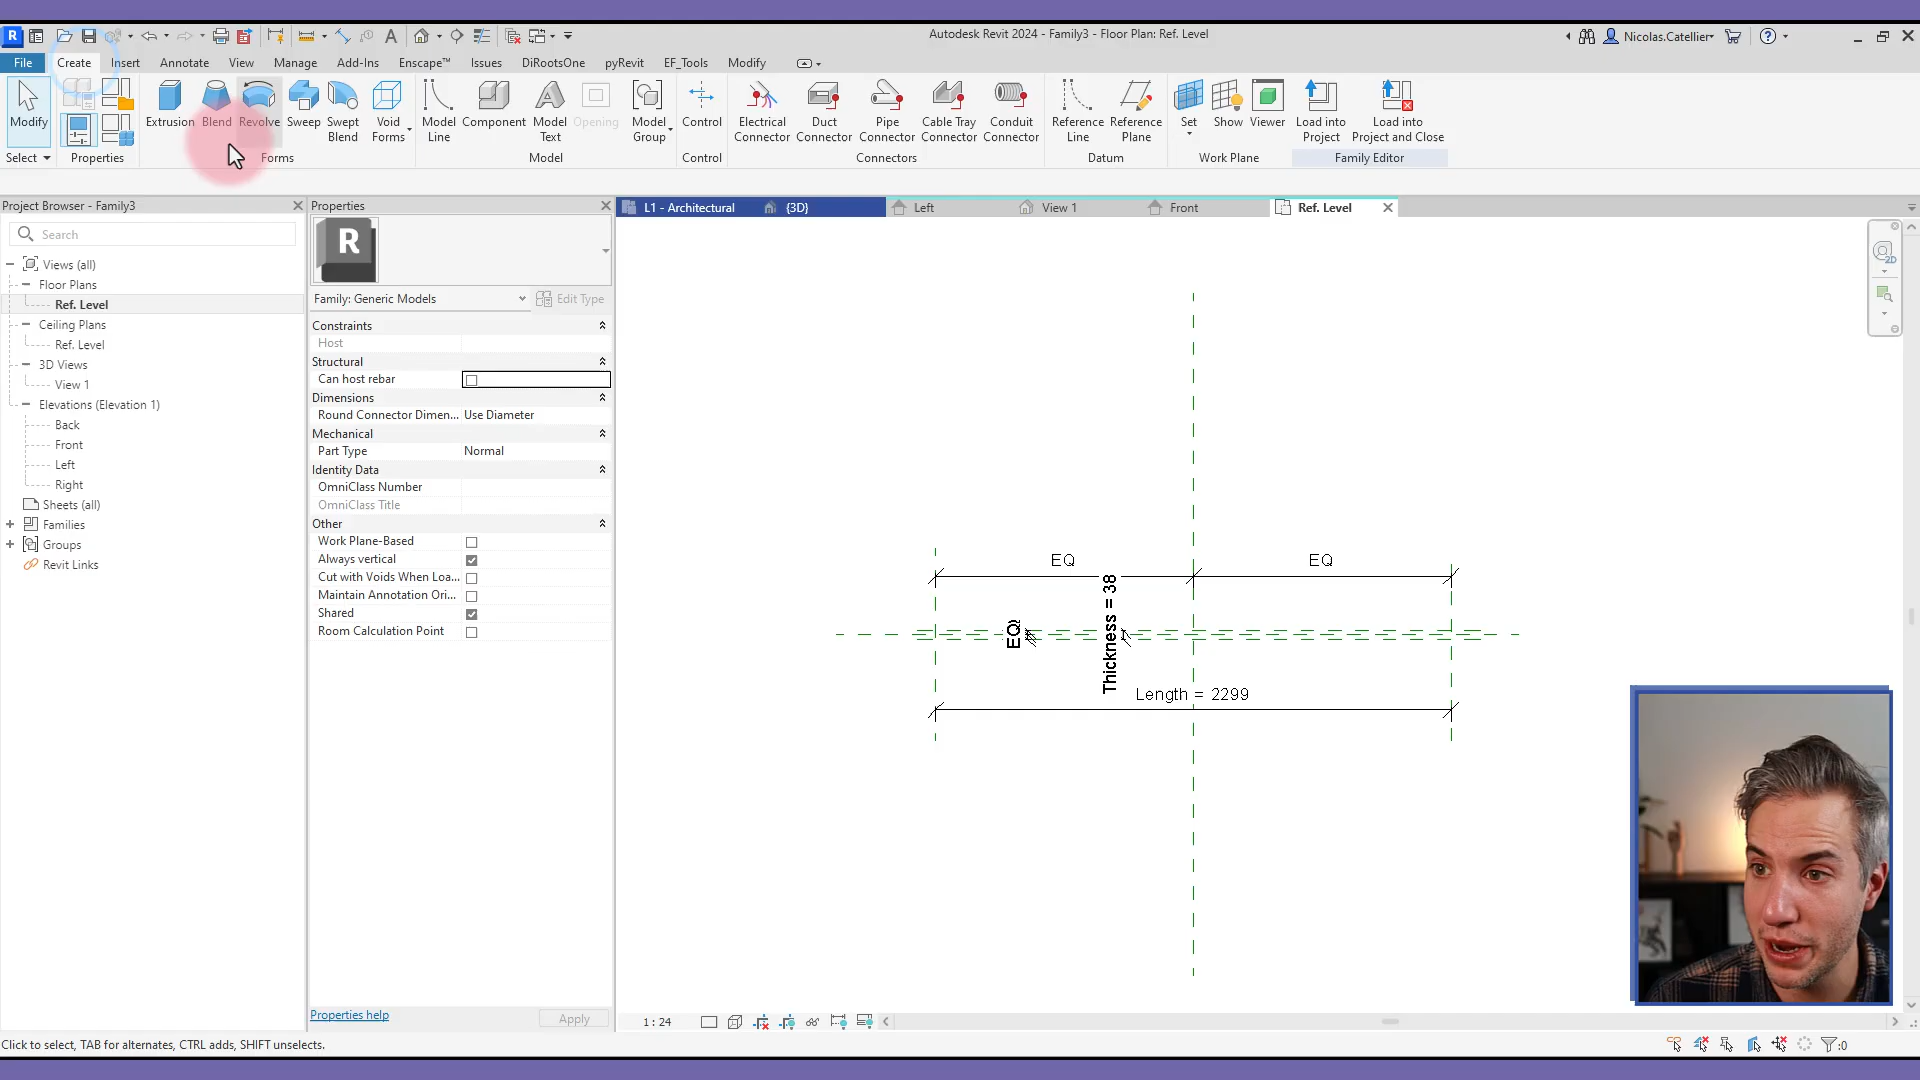 Autodesk Revit 2024 - Family3 - Floor Plan: Ref. Level
Nicolas.Catellier
File Create Insert Annotate View Manage Add-Ins Enscape™ Issues DiRootsOne pyRevit EF_Tools Modify
Modify
Extrusion Blend Revolve Sweep Swept Blend Void Forms
Model Line Component Model Text Opening Model Group Control
Electrical Connector Duct Connector Pipe Connector Cable Tray Connector Conduit Connector
Reference Line Reference Plane Set Show Viewer Load into Project Load into Project and Close
Select Properties Forms Model Control Connectors Datum Work Plane Family Editor
Project Browser - Family3
Search
Views (all)
Floor Plans
Ref. Level
Ceiling Plans
Ref. Level
3D Views
View 1
Elevations (Elevation 1)
Back
Front
Left
Right
Sheets (all)
Families
Groups
Revit Links
Properties
R
Family: Generic Models Edit Type
Constraints
Host
Structural
Can host rebar
Dimensions
Round Connector Dimen... Use Diameter
Mechanical
Part Type Normal
Identity Data
OmniClass Number
OmniClass Title
Other
Work Plane-Based
Always vertical
Cut with Voids When Loa...
Maintain Annotation Ori...
Shared
Room Calculation Point
Properties help Apply
L1 - Architectural {3D} Left View 1 Front Ref. Level
2D
EQ EQ
EQ
Thickness = 38
Length = 2299
1 : 24
Click to select, TAB for alternates, CTRL adds, SHIFT unselects.
:0